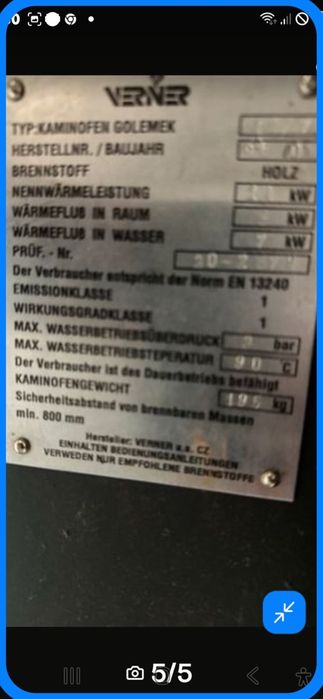 VERNER
TYP:KAMINOFEN GOLEMEK
HERSTELLNR. / BAUJAHR
BRENNSTOFF HOLZ
NENNWÄRMELEISTUNG kW
WÄRMEFLUß IN RAUM kW
WÄRMEFLUß IN WASSER 7 kW
PRÜF. - Nr.
Der Verbraucher entspricht der Norm EN 13240
EMISSIONKLASSE 1
WIRKUNGSGRADKLASSE 1
MAX. WASSERBETRIEBSÜBERDRUCK bar
MAX. WASSERBETRIEBSTEPERATUR 90 C
Der Verbraucher ist des Dauerbetriebs befähigt
KAMINOFENGEWICHT 195 kg
Sicherheitsabstand von brennbaren Massen
min. 800 mm
Hersteller: VERNER a.s. CZ
EINHALTEN BEDIENUNGSANLEITUNGEN
VERWEDEN NUR EMPFOHLENE BRENNSTOFFE
5/5